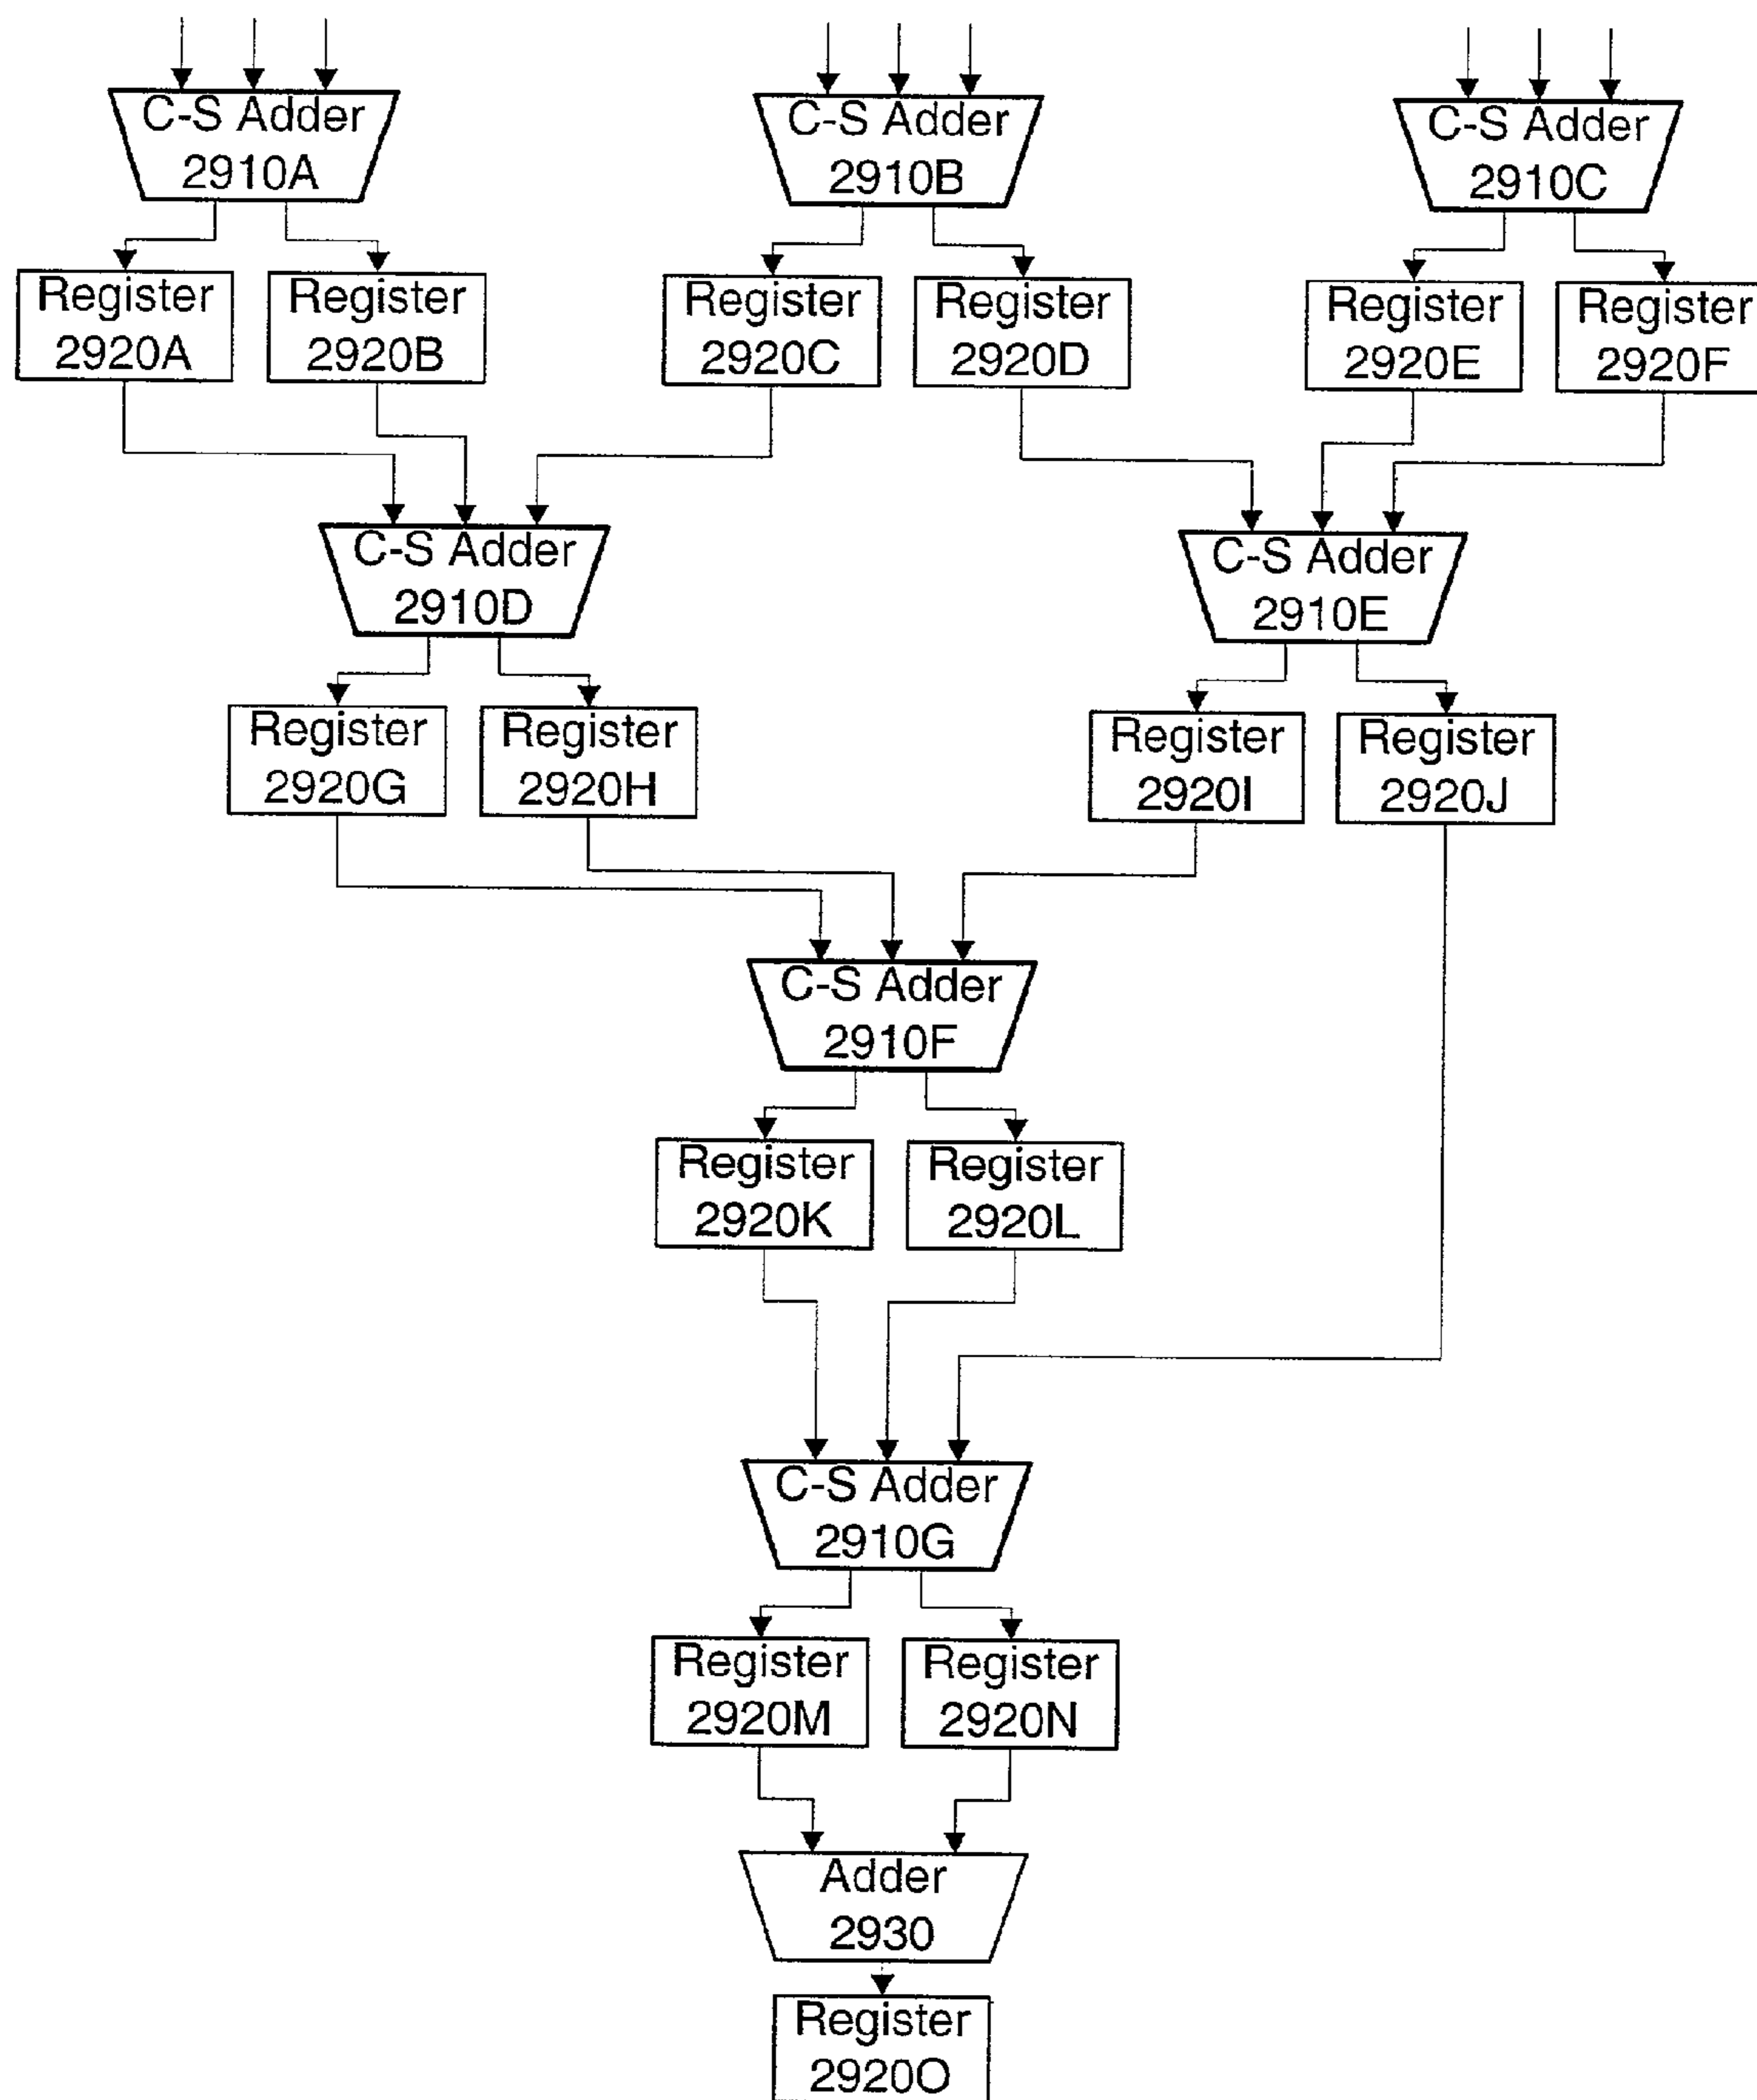 C-S Adder
2910A
C-S Adder
2910B
C-S Adder
2910C
Register
2920A
Register
2920B
Register
2920C
Register
2920D
Register
2920E
Register
2920F
C-S Adder
2910D
C-S Adder
2910E
Register
2920G
Register
2920H
Register
2920I
Register
2920J
C-S Adder
2910F
Register
2920K
Register
2920L
C-S Adder
2910G
Register
2920M
Register
2920N
Adder
2930
Register
2920O